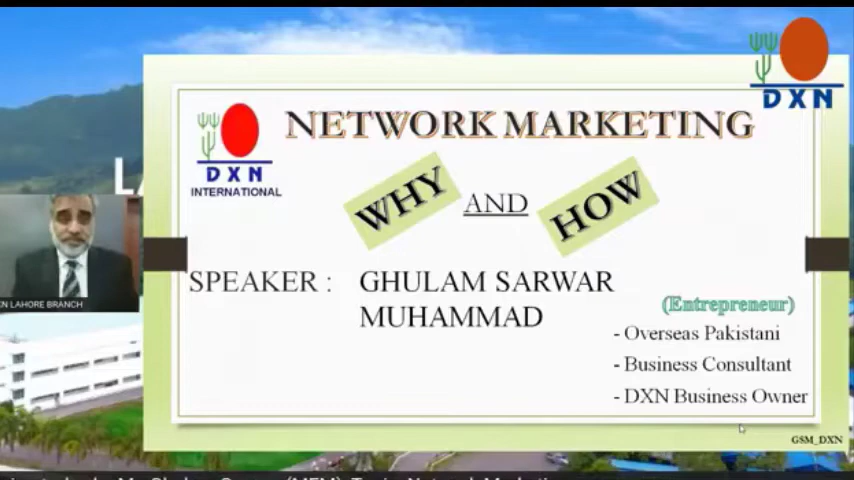 DXN
NETWORK MARKETING
DXN
INTERNATIONAL
WHY AND HOW
SPEAKER : GHULAM SARWAR
MUHAMMAD
(Entrepreneur)
- Overseas Pakistani
- Business Consultant
- DXN Business Owner
LAHORE BRANCH
GSM_DXN